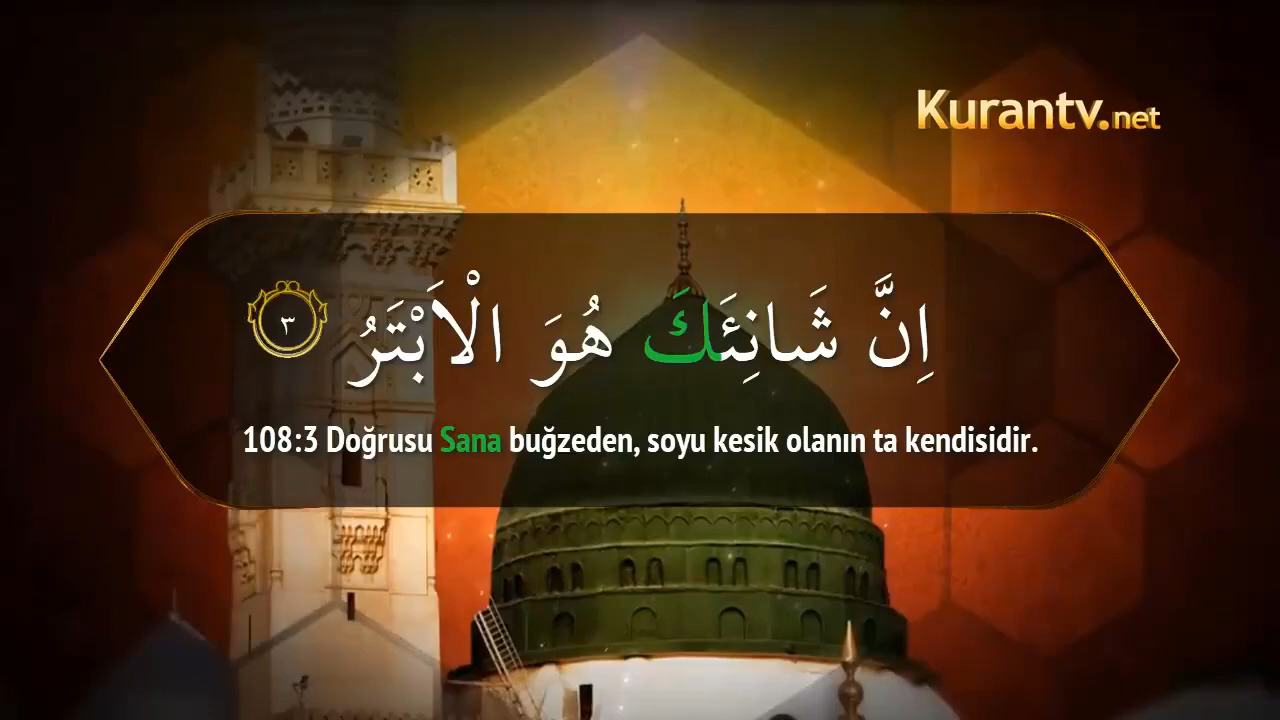 Kurantv.net
اِنَّ شَانِئَكَ هُوَ الْاَبْتَرُ ٣
108:3 Doğrusu Sana buğzeden, soyu kesik olanın ta kendisidir.